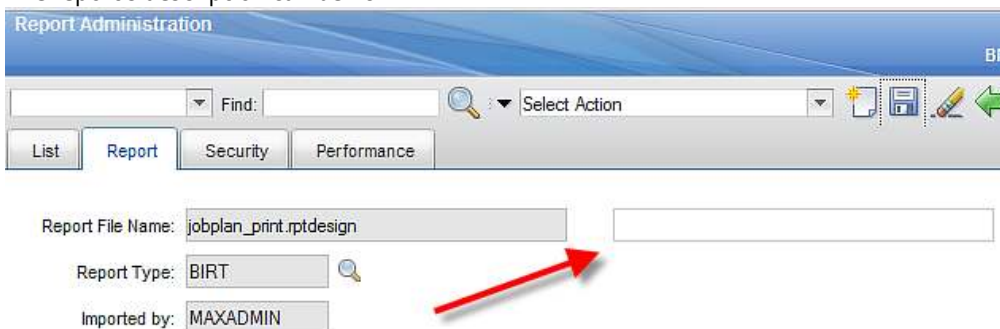 Report Administration
BI
Find:
Select Action
List Report Security Performance
Report File Name: jobplan_print.rptdesign
Report Type: BIRT
Imported by: MAXADMIN